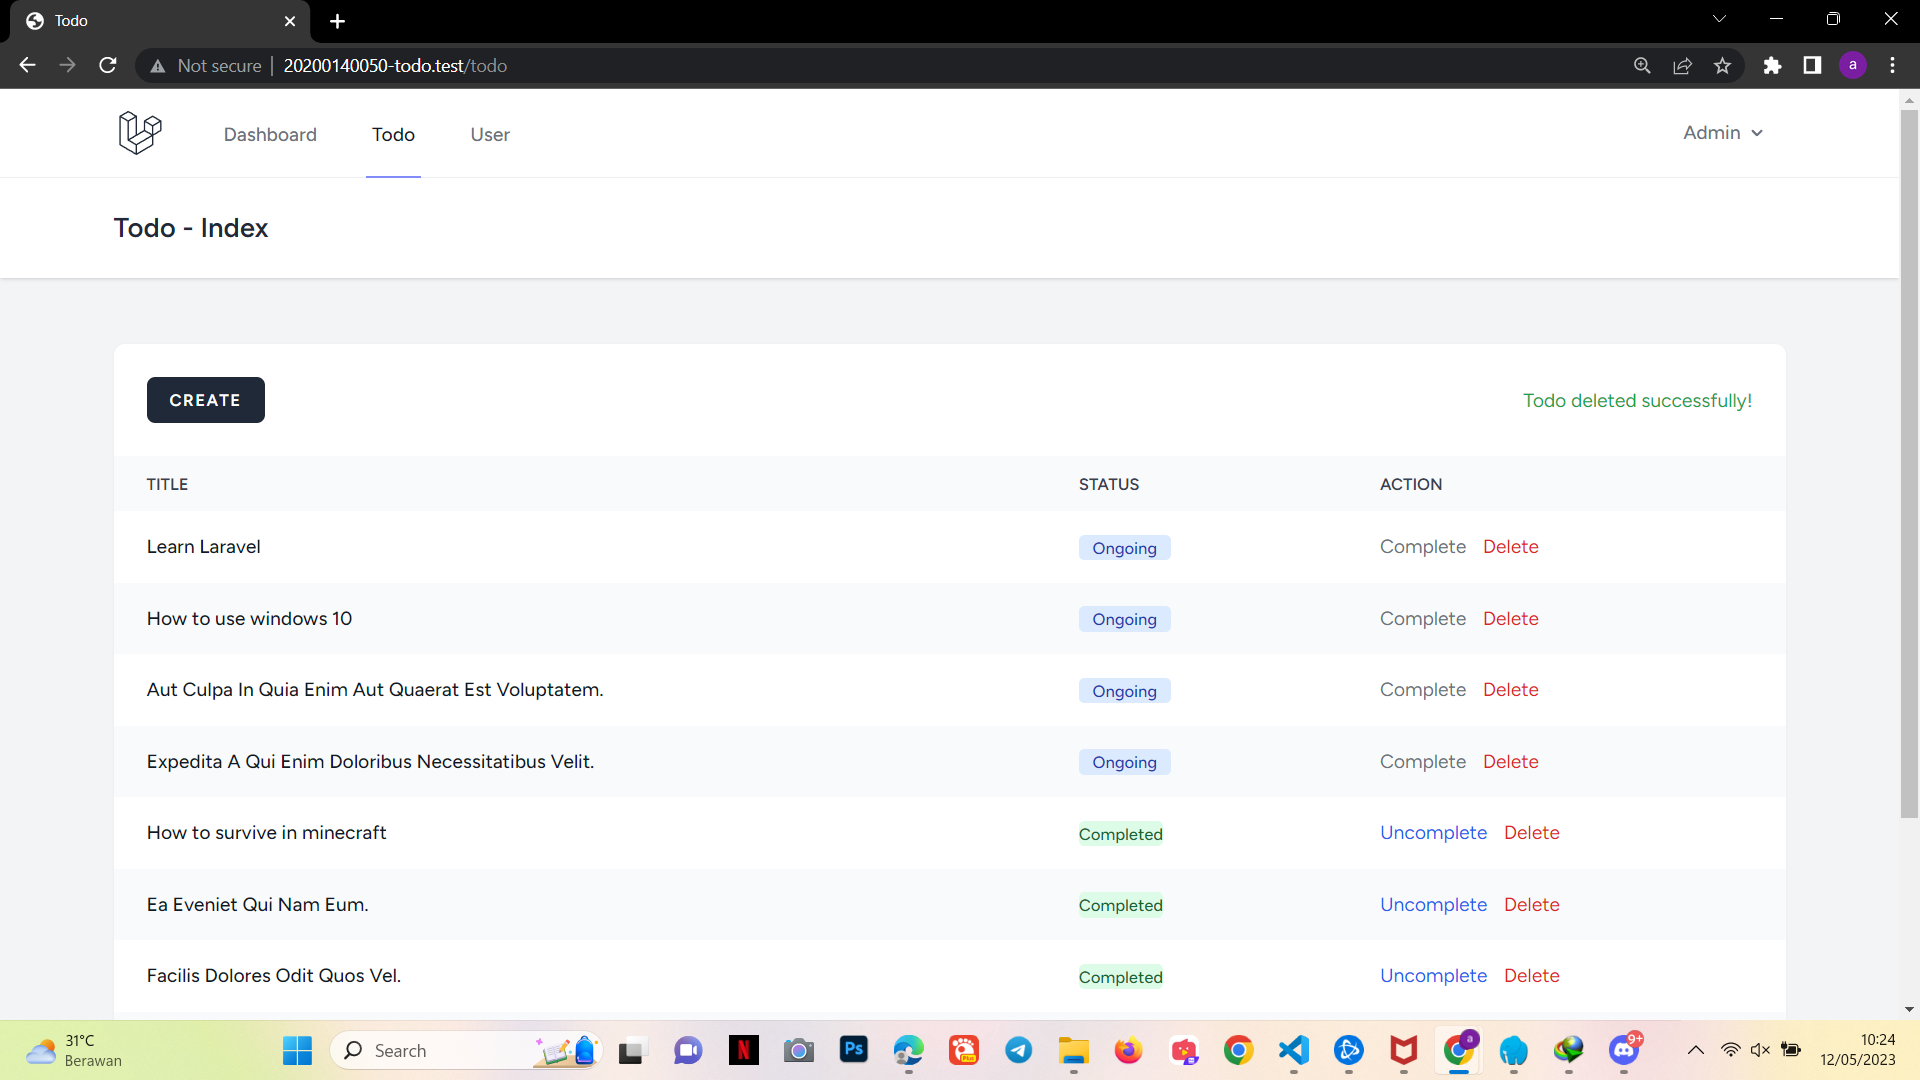 Todo
Not secure 20200140050-todo.test/todo
a
Dashboard Todo User Admin
Todo - Index
CREATE Todo deleted successfully!
TITLE STATUS ACTION
Learn Laravel Ongoing Complete Delete
How to use windows 10 Ongoing Complete Delete
Aut Culpa In Quia Enim Aut Quaerat Est Voluptatem. Ongoing Complete Delete
Expedita A Qui Enim Doloribus Necessitatibus Velit. Ongoing Complete Delete
How to survive in minecraft Completed Uncomplete Delete
Ea Eveniet Qui Nam Eum. Completed Uncomplete Delete
Facilis Dolores Odit Quos Vel. Completed Uncomplete Delete
31°C
Berawan
Search
N
Ps
Plus
a
9+
10:24
12/05/2023